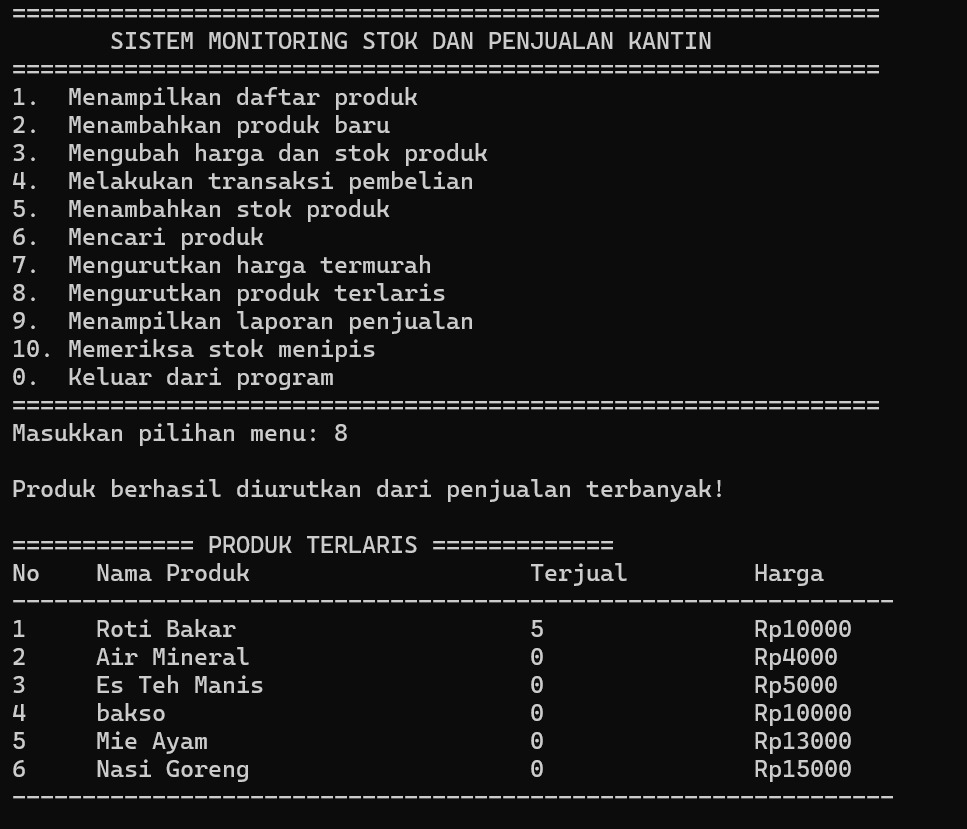 ==============================================================
       SISTEM MONITORING STOK DAN PENJUALAN KANTIN
==============================================================
1.  Menampilkan daftar produk
2.  Menambahkan produk baru
3.  Mengubah harga dan stok produk
4.  Melakukan transaksi pembelian
5.  Menambahkan stok produk
6.  Mencari produk
7.  Mengurutkan harga termurah
8.  Mengurutkan produk terlaris
9.  Menampilkan laporan penjualan
10. Memeriksa stok menipis
0.  Keluar dari program
==============================================================
Masukkan pilihan menu: 8

Produk berhasil diurutkan dari penjualan terbanyak!

============= PRODUK TERLARIS =============
No    Nama Produk                    Terjual         Harga
---------------------------------------------------------------
1     Roti Bakar                     5               Rp10000
2     Air Mineral                    0               Rp4000
3     Es Teh Manis                   0               Rp5000
4     bakso                          0               Rp10000
5     Mie Ayam                       0               Rp13000
6     Nasi Goreng                    0               Rp15000
---------------------------------------------------------------